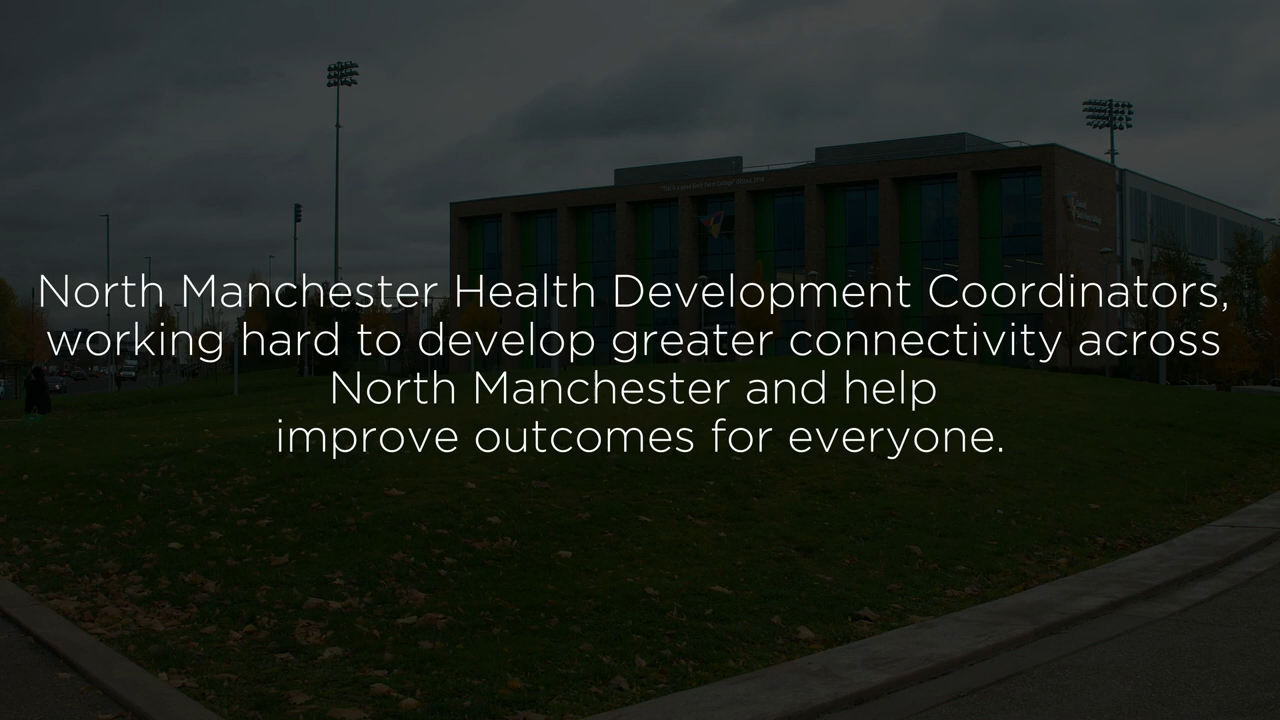 North Manchester Health Development Coordinators,
working hard to develop greater connectivity across
North Manchester and help
improve outcomes for everyone.